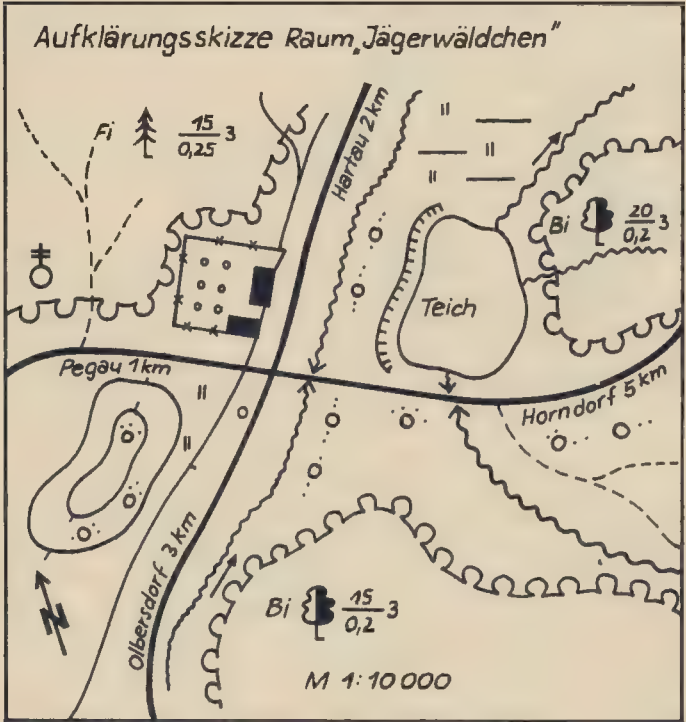 Aufklärungsskizze Raum „Jägerwäldchen"
Fi 15 3
0,25
Hartau 2 km
Bi 20 3
0,2
Teich
Pegau 1 km
Horndorf 5 km
Olbersdorf 3 km
N
Bi 15 3
0,2
M 1:10 000